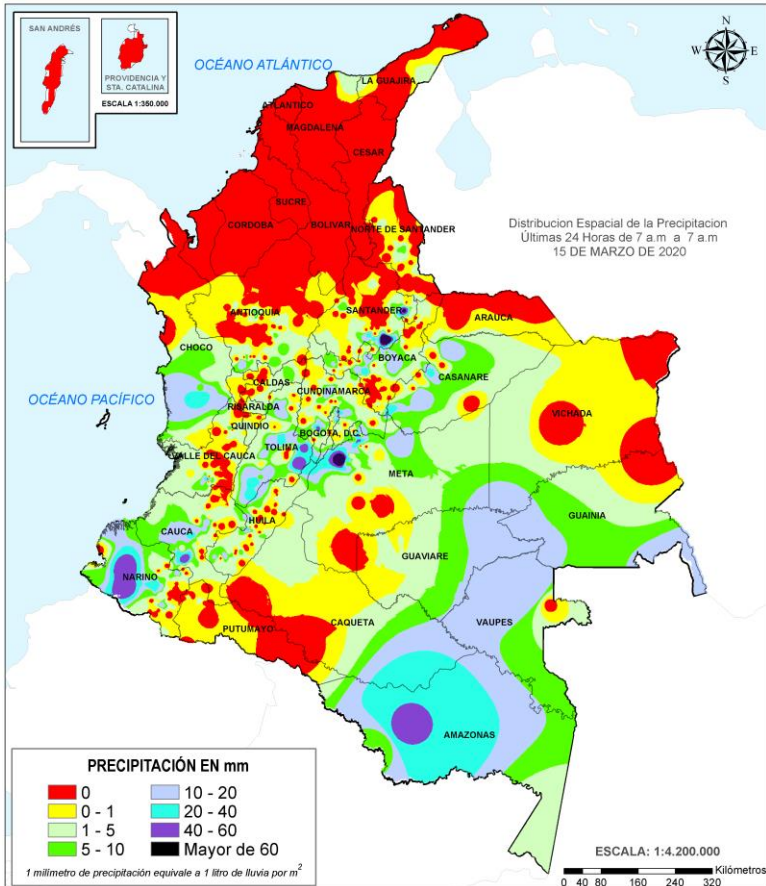 SAN ANDRÉS
PROVIDENCIA Y
STA. CATALINA
ESCALA 1:350.000
OCÉANO ATLÁNTICO
N
W
E
S
LA GUAJIRA
ATLANTICO
MAGDALENA
CESAR
SUCRE
CORDOBA
BOLIVAR
NORTE DE SANTANDER
Distribucion Espacial de la Precipitacion
Últimas 24 Horas de 7 a.m a 7 a.m
15 DE MARZO DE 2020
ANTIOQUIA
SANTANDER
ARAUCA
CHOCO
BOYACA
CASANARE
CALDAS
CUNDINAMARCA
OCÉANO PACÍFICO
RISARALDA
VICHADA
QUINDIO
BOGOTA, D.C.
TOLIMA
VALLE DEL CAUCA
META
GUAINIA
HUILA
CAUCA
GUAVIARE
NARIÑO
CAQUETA
VAUPES
PUTUMAYO
AMAZONAS
PRECIPITACIÓN EN mm
0
10 - 20
0 - 1
20 - 40
1 - 5
40 - 60
5 - 10
Mayor de 60
1 milimetro de precipitación equivale a 1 litro de lluvia por m²
ESCALA: 1:4.200.000
Kilómetros
0 40 80 160 240 320